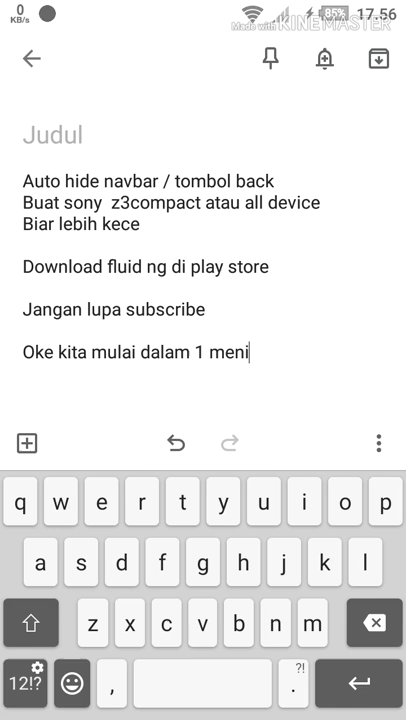 0
KB/s
85%
17.56
Made with KINEMASTER
Judul
Auto hide navbar / tombol back
Buat sony  z3compact atau all device
Biar lebih kece
Download fluid ng di play store
Jangan lupa subscribe
Oke kita mulai dalam 1 meni
q w e r t y u i o p
a s d f g h j k l
z x c v b n m
12!? , . ?!